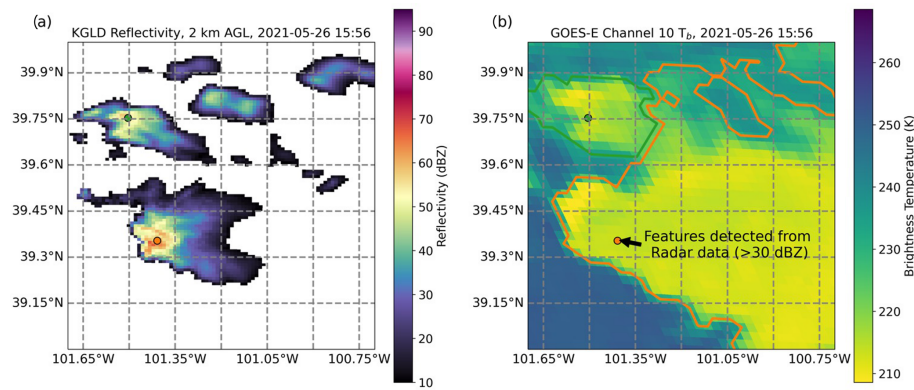 (a)
KGLD Reflectivity, 2 km AGL, 2021-05-26 15:56
39.9°N
39.75°N
39.6°N
39.45°N
39.3°N
39.15°N
101.65°W 101.35°W 101.05°W 100.75°W
90
80
70
60
50
40
30
20
10
Reflectivity (dBZ)
(b)
GOES-E Channel 10 Tb, 2021-05-26 15:56
39.9°N
39.75°N
39.6°N
39.45°N
39.3°N
39.15°N
Features detected from
Radar data (>30 dBZ)
101.65°W 101.35°W 101.05°W 100.75°W
260
250
240
230
220
210
Brightness Temperature (K)